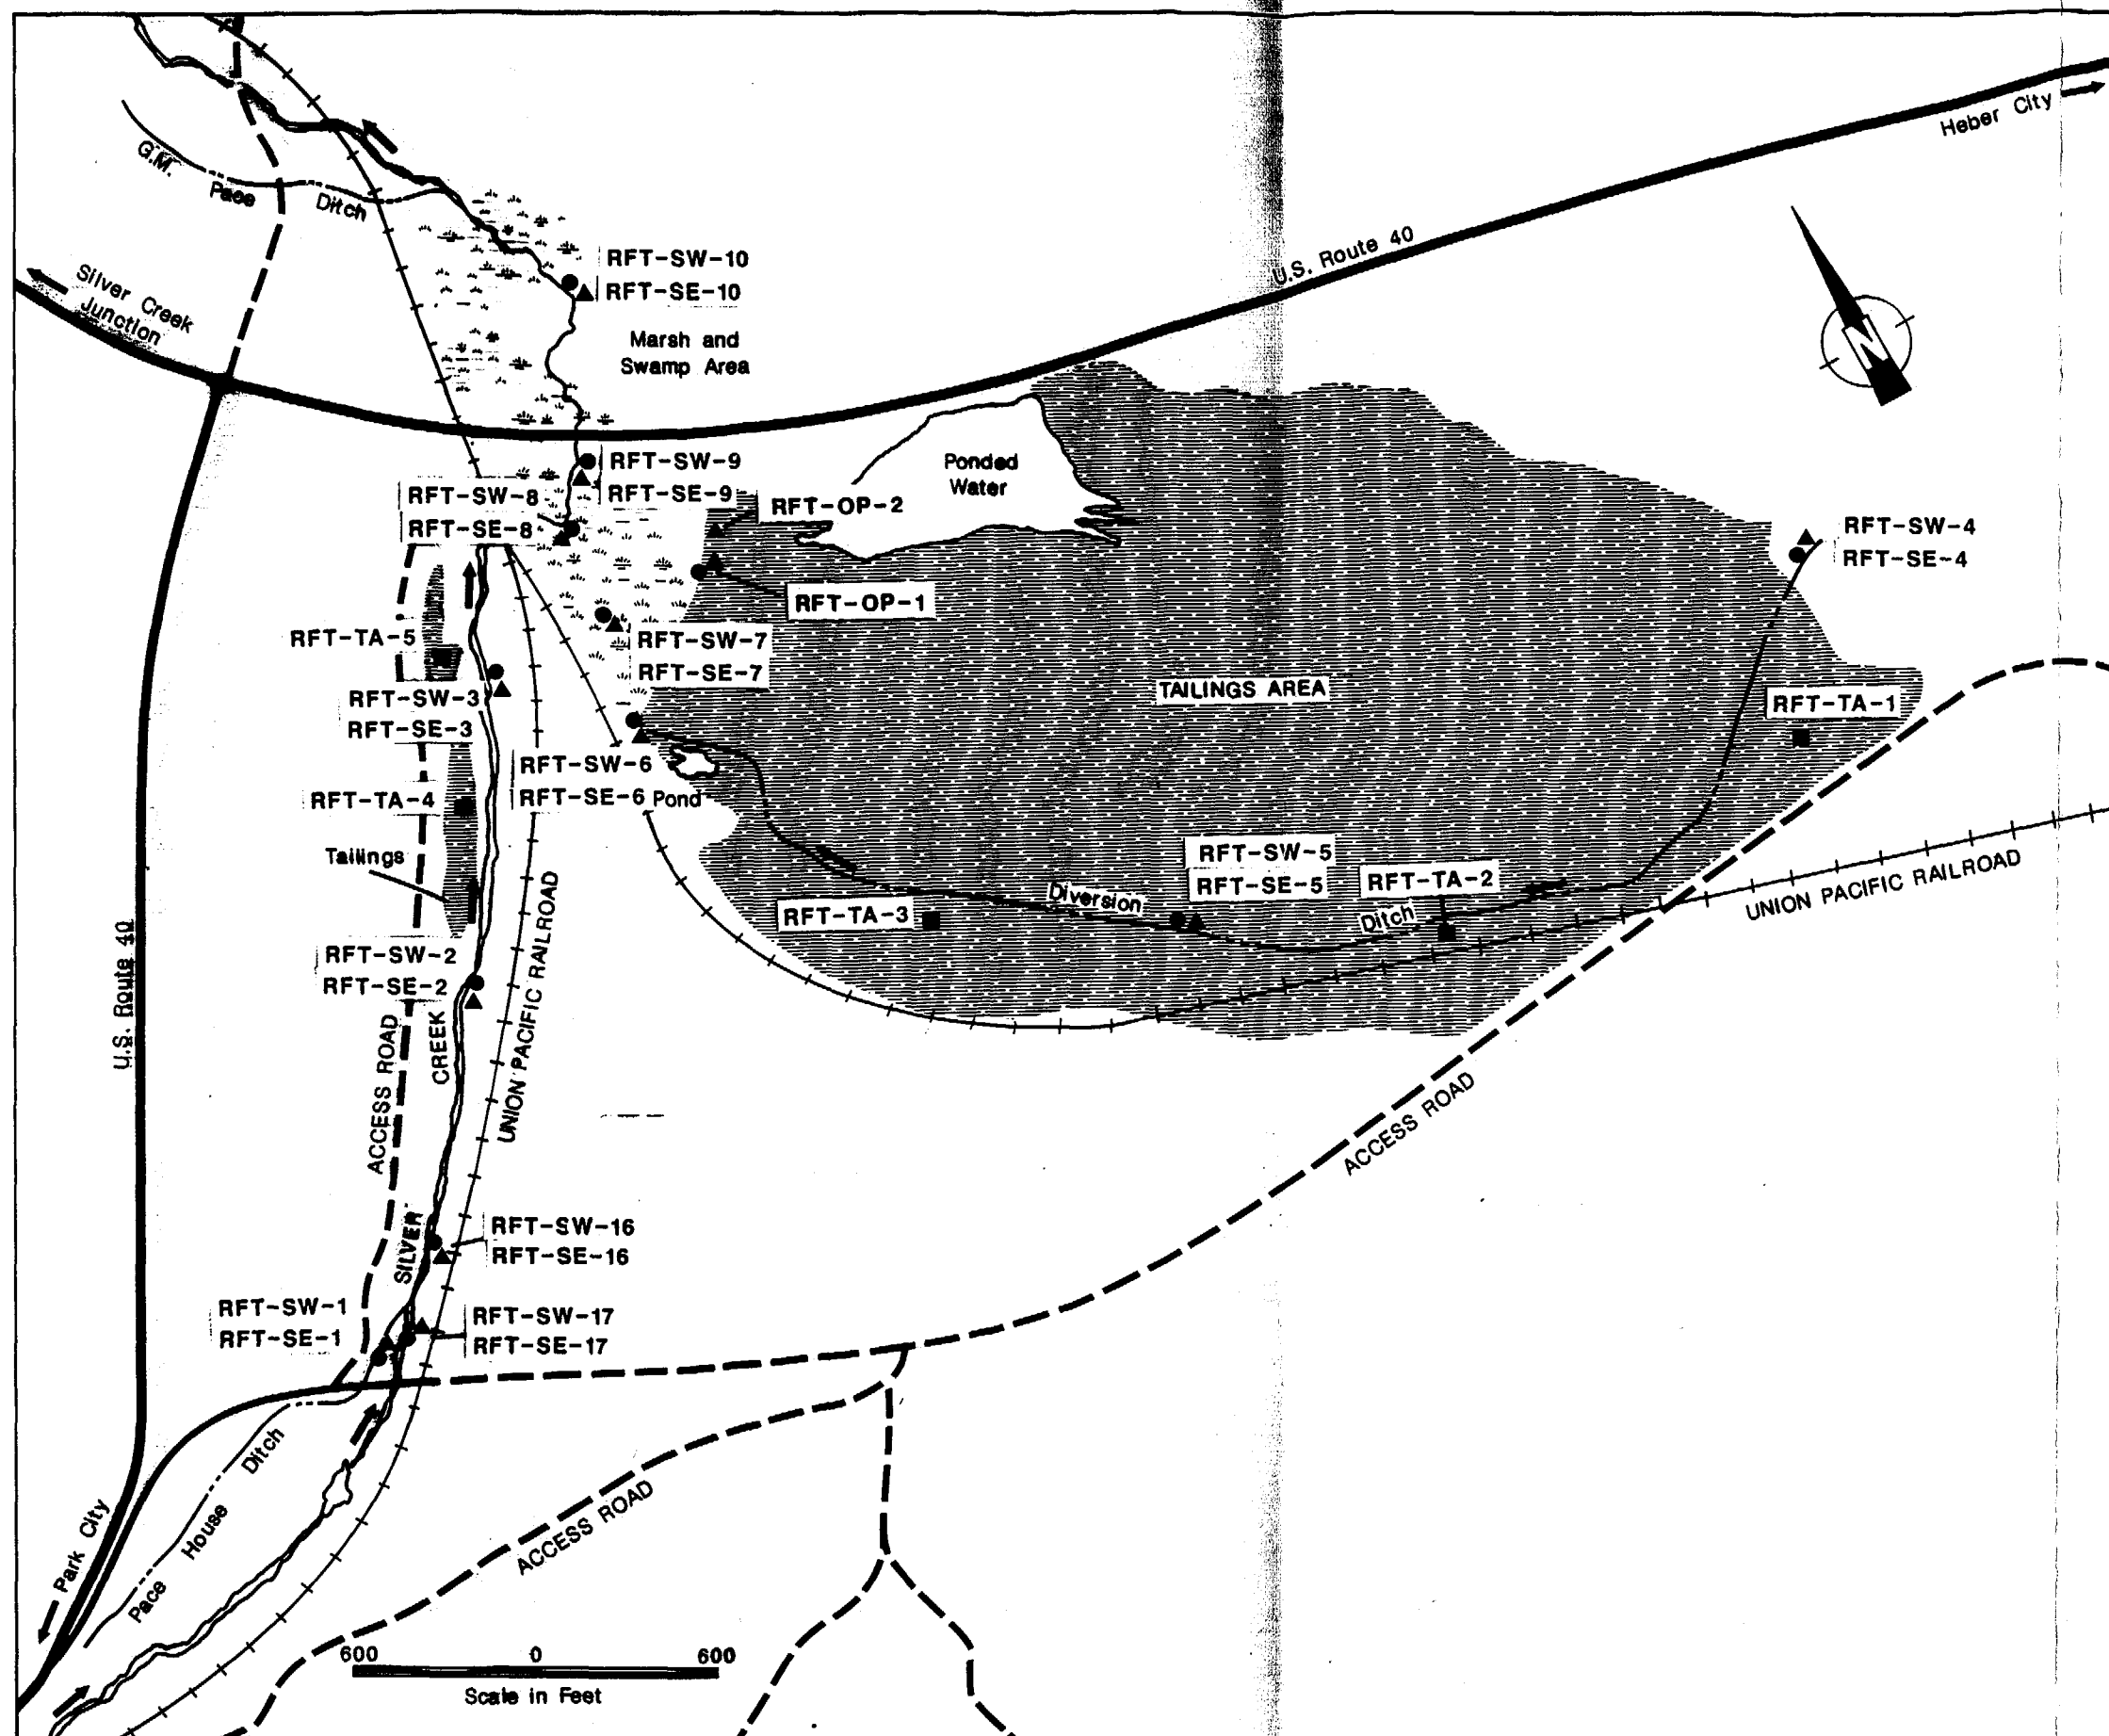 Heber City
G.M. Pace Ditch
U.S. Route 40
RFT-SW-10
RFT-SE-10
Silver Creek
Junction
Marsh and
Swamp Area
RFT-SW-9
RFT-SE-9
Ponded
Water
RFT-SW-8
RFT-SE-8
RFT-OP-2
RFT-SW-4
RFT-SE-4
RFT-OP-1
RFT-TA-5
RFT-SW-7
RFT-SE-7
TAILINGS AREA
RFT-TA-1
RFT-SW-3
RFT-SE-3
RFT-SW-6
RFT-SE-6 Pond
RFT-TA-4
Tailings
RFT-SW-5
RFT-SE-5
RFT-TA-2
UNION PACIFIC RAILROAD
Diversion Ditch
RFT-TA-3
RFT-SW-2
RFT-SE-2
U.S. Route 40
ACCESS ROAD
SILVER CREEK
UNION PACIFIC RAILROAD
ACCESS ROAD
RFT-SW-16
RFT-SE-16
RFT-SW-1
RFT-SE-1
RFT-SW-17
RFT-SE-17
Park City
Pace House Ditch
ACCESS ROAD
600 0 600
Scale in Feet